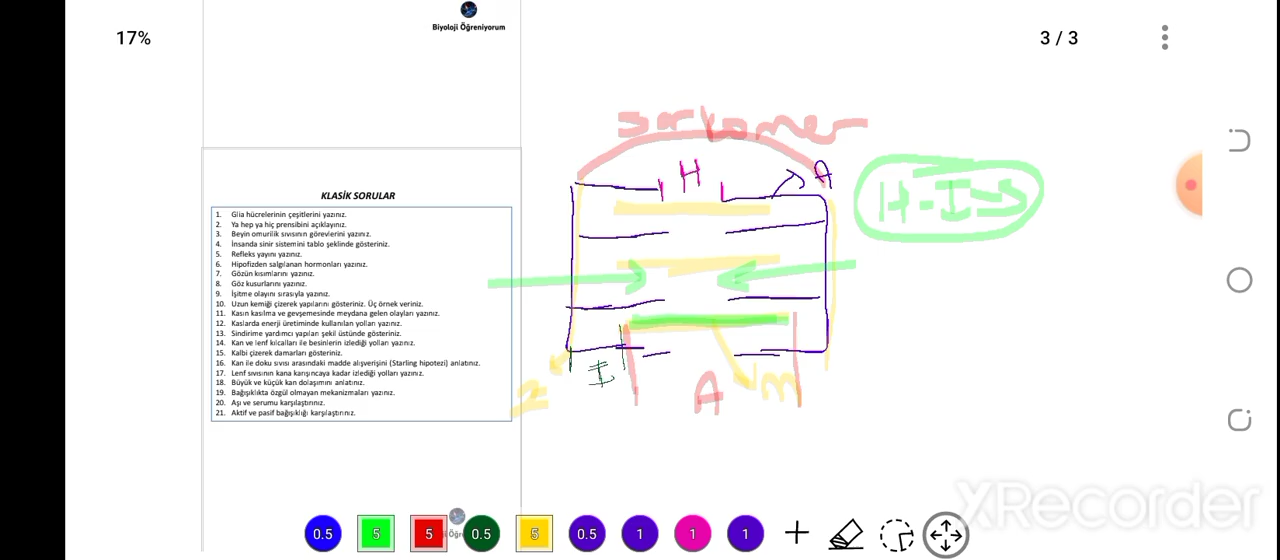 Biyoloji Öğreniyorum
17%
3 / 3
sarkomer
H
A
H-IY
KLASİK SORULAR
1. Glia hücrelerinin çeşitlerini yazınız.
2. Ya hep ya hiç prensibini açıklayınız.
3. Beyin omurilik sıvısının görevlerini yazınız.
4. İnsanda sinir sistemini tablo şeklinde gösteriniz.
5. Refleks yayını yazınız.
6. Hipofizden salgılanan hormonları yazınız.
7. Gözün kısımlarını yazınız.
8. Göz kusurlarını yazınız.
9. İşitme olayını sırasıyla yazınız.
10. Uzun kemiği çizerek yapılarını gösteriniz. Üç örnek veriniz.
11. Kasın kasılma ve gevşemesinde meydana gelen olayları yazınız.
12. Kaslarda enerji üretiminde kullanılan yolları yazınız.
13. Sindirime yardımcı yapıları şekil üstünde gösteriniz.
14. Kan ve lenf kılcalları ile besinlerin izlediği yolları yazınız.
15. Kalbi çizerek damarları gösteriniz.
16. Kan ile doku sıvısı arasındaki madde alışverişini (Starling hipotezi) anlatınız.
17. Lenf sıvısının kana karışıncaya kadar izlediği yolları yazınız.
18. Büyük ve küçük kan dolaşımını anlatınız.
19. Bağışıklıkta özgül olmayan mekanizmaları yazınız.
20. Aşı ve serumu karşılaştırınız.
21. Aktif ve pasif bağışıklığı karşılaştırınız.
Z
I
A
M
0.5 5 5 0.5 5 0.5 1 1 1
XRecorder